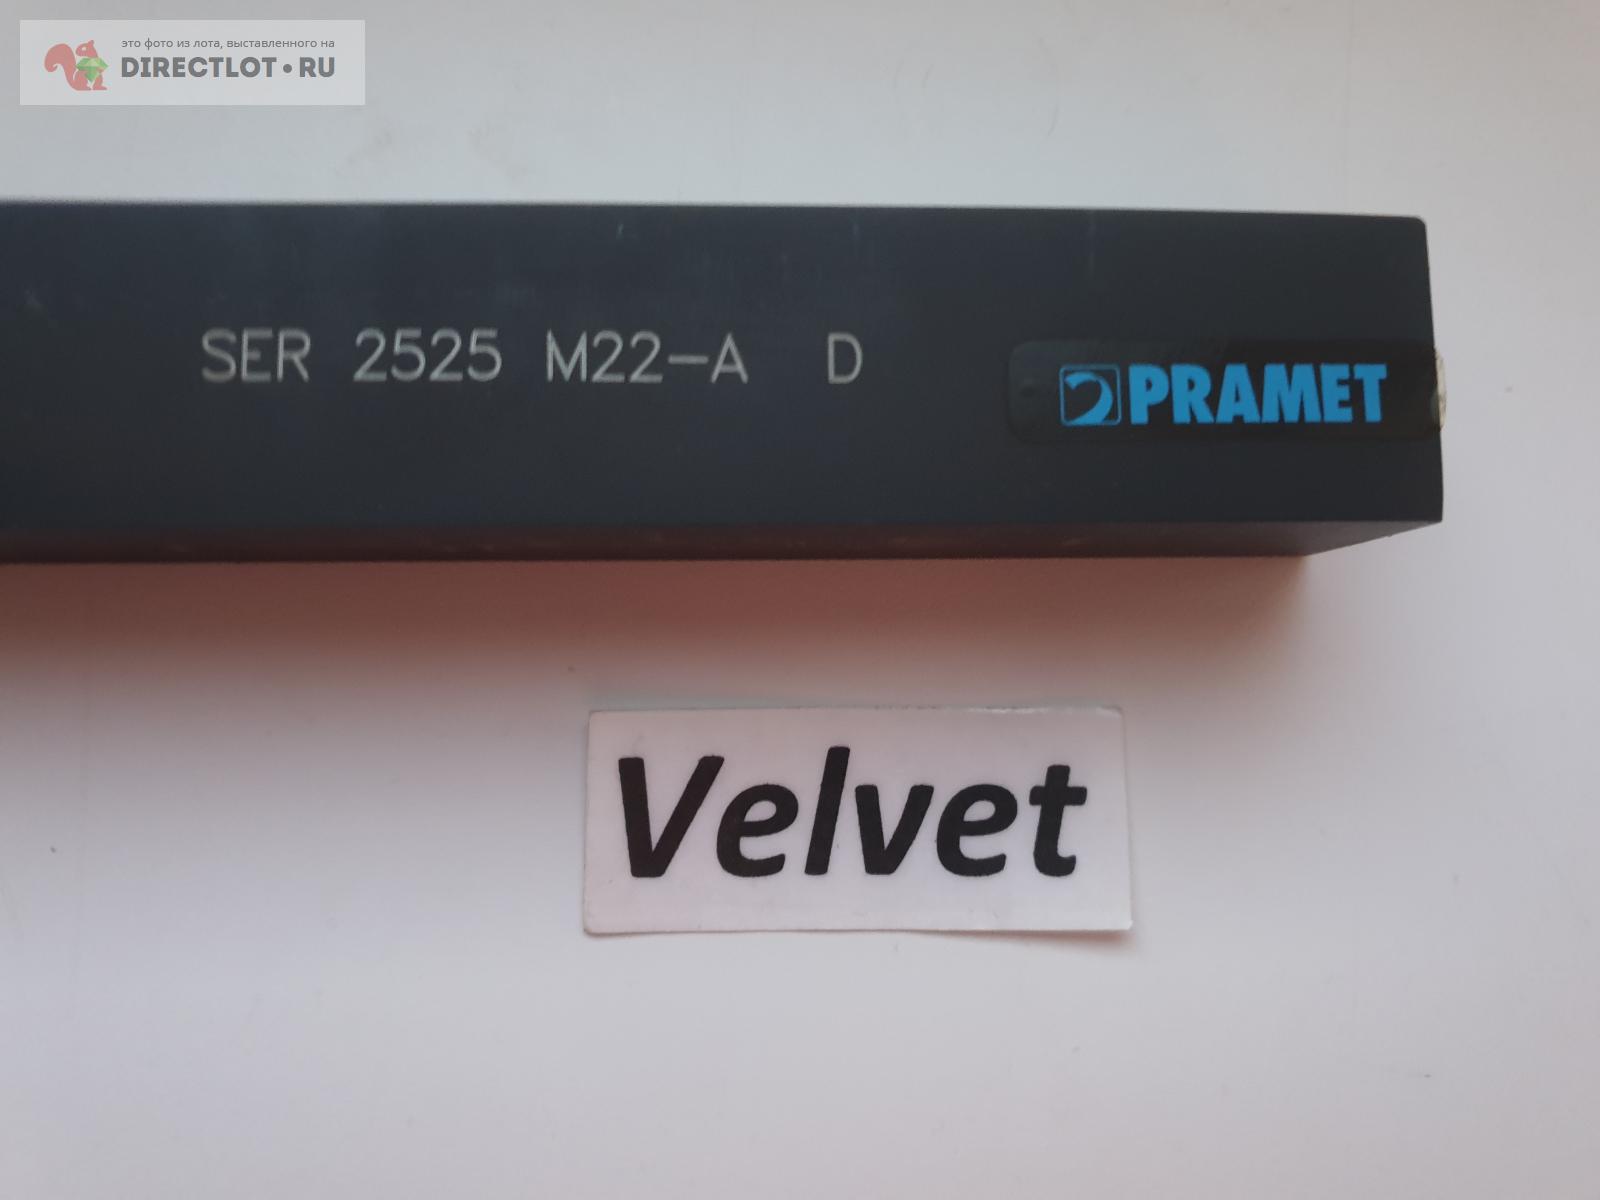 это фото из лота, выставленного на
DIRECTLOT•RU
SER 2525 M22-A D
PRAMET
Velvet